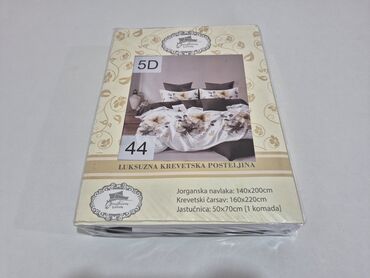 5D
44
LUKSUZNA KREVETSKA POSTELJINA
Jorganska navlaka: 140x200cm
Krevetski čaršav: 160x220cm
Jastučnica: 50x70cm [1 komada]